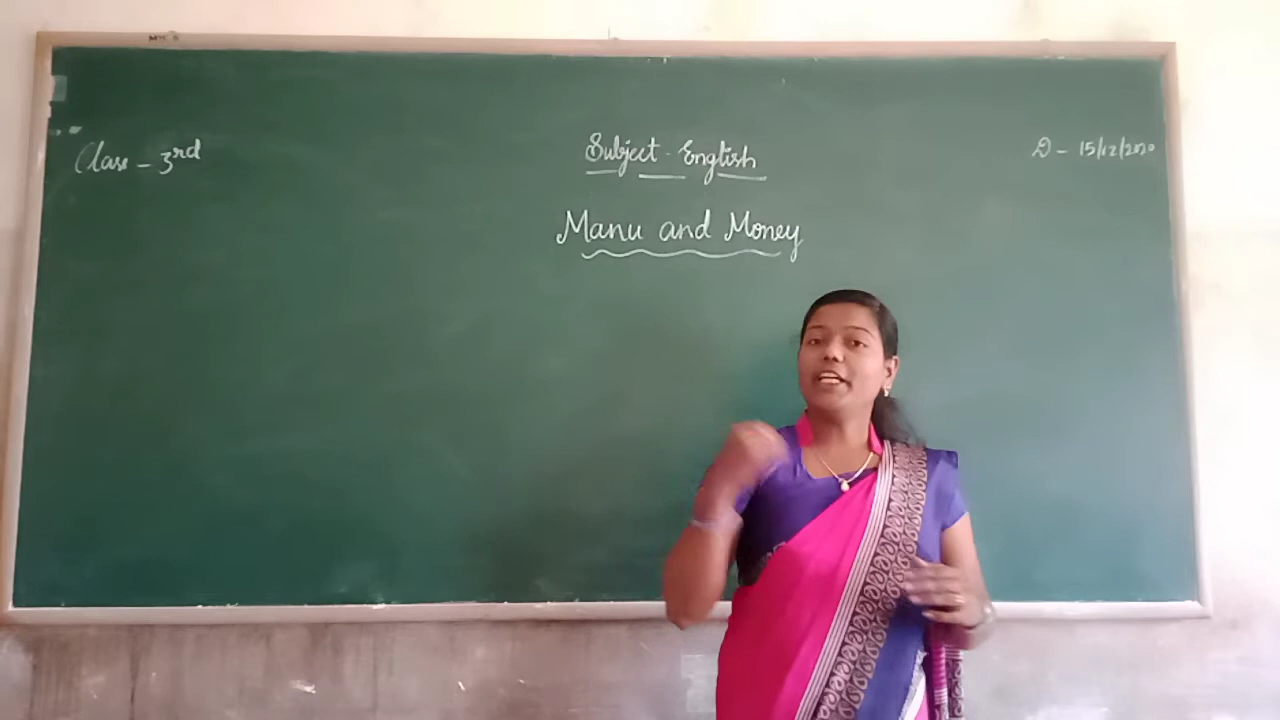 Class - 3rd
Subject - English
D - 15/12/2020
Manu and Money